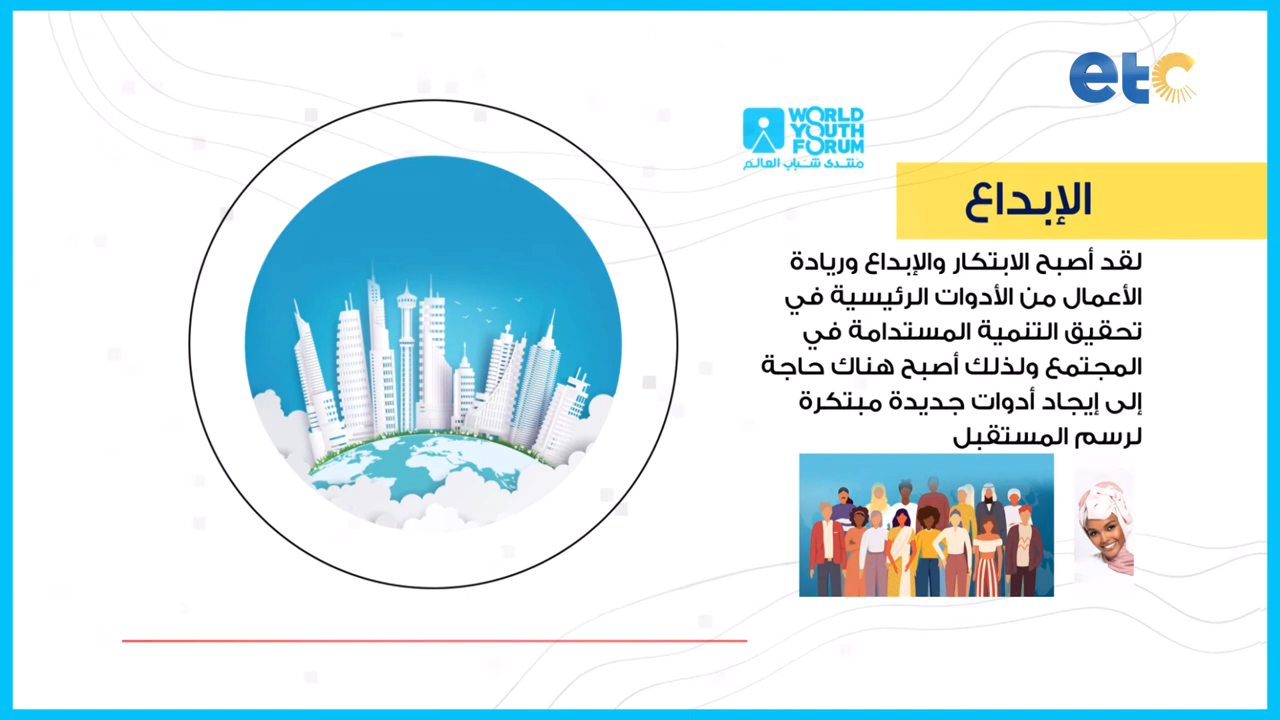 etc
WORLD
YOUTH
FORUM
منتدى شباب العالم
الإبداع
لقد أصبح الابتكار والإبداع وريادة
الأعمال من الأدوات الرئيسية في
تحقيق التنمية المستدامة في
المجتمع ولذلك أصبح هناك حاجة
إلى إيجاد أدوات جديدة مبتكرة
لرسم المستقبل